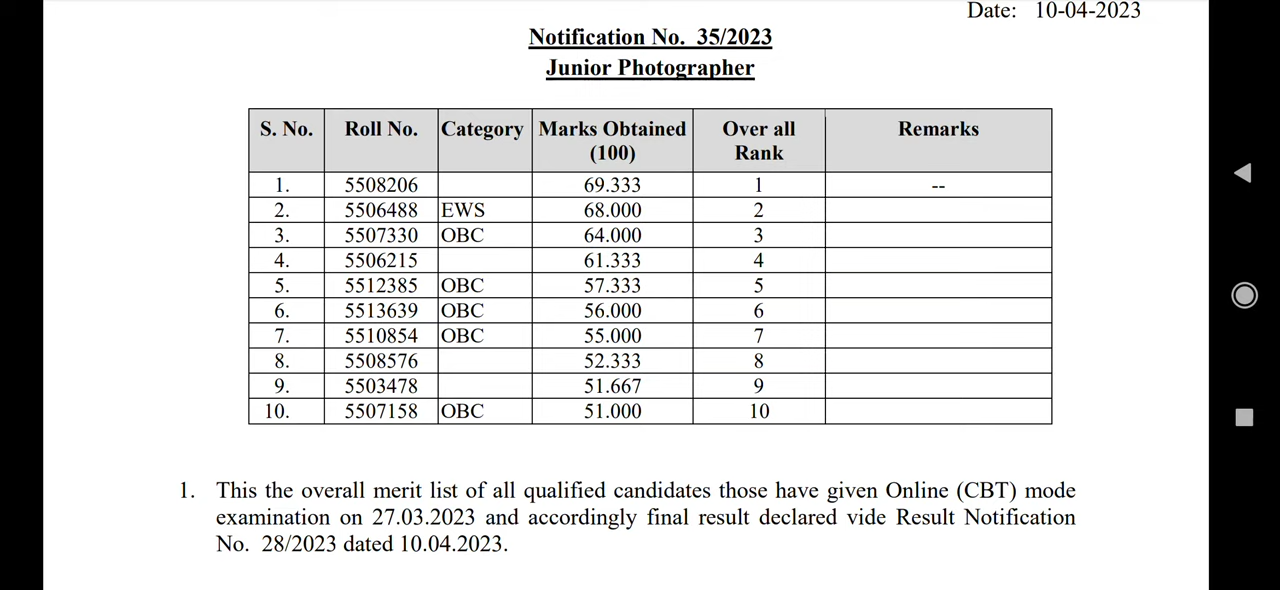 Date: 10-04-2023
Notification No. 35/2023
Junior Photographer
S. No. Roll No. Category Marks Obtained (100) Over all Rank Remarks
1. 5508206 69.333 1 --
2. 5506488 EWS 68.000 2
3. 5507330 OBC 64.000 3
4. 5506215 61.333 4
5. 5512385 OBC 57.333 5
6. 5513639 OBC 56.000 6
7. 5510854 OBC 55.000 7
8. 5508576 52.333 8
9. 5503478 51.667 9
10. 5507158 OBC 51.000 10
1. This the overall merit list of all qualified candidates those have given Online (CBT) mode
examination on 27.03.2023 and accordingly final result declared vide Result Notification
No. 28/2023 dated 10.04.2023.